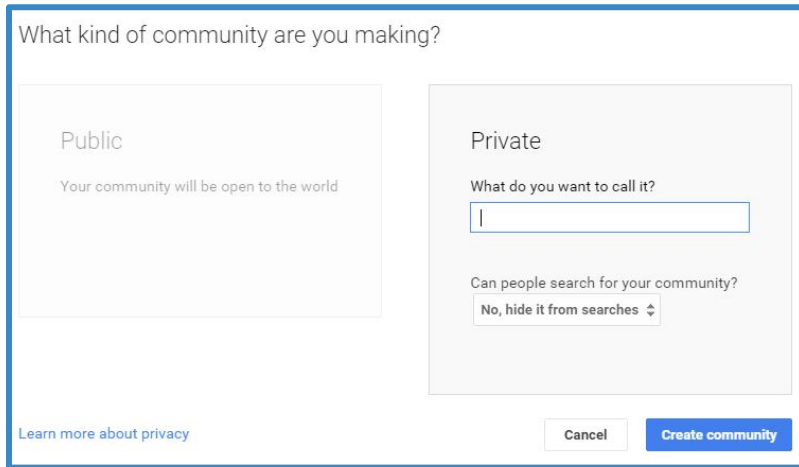 What kind of community are you making?
Public
Your community will be open to the world
Private
What do you want to call it?
Can people search for your community?
No, hide it from searches
Learn more about privacy
Cancel
Create community